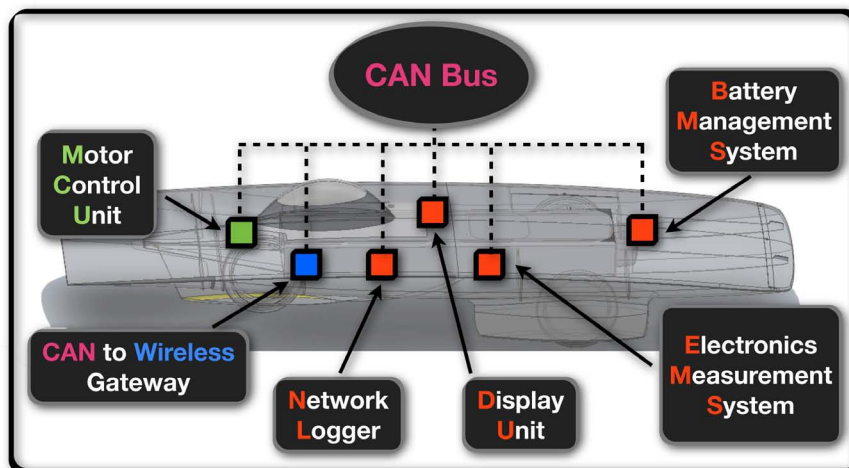 CAN Bus
Battery
Management
System
Motor
Control
Unit
CAN to Wireless
Gateway
Network
Logger
Display
Unit
Electronics
Measurement
System